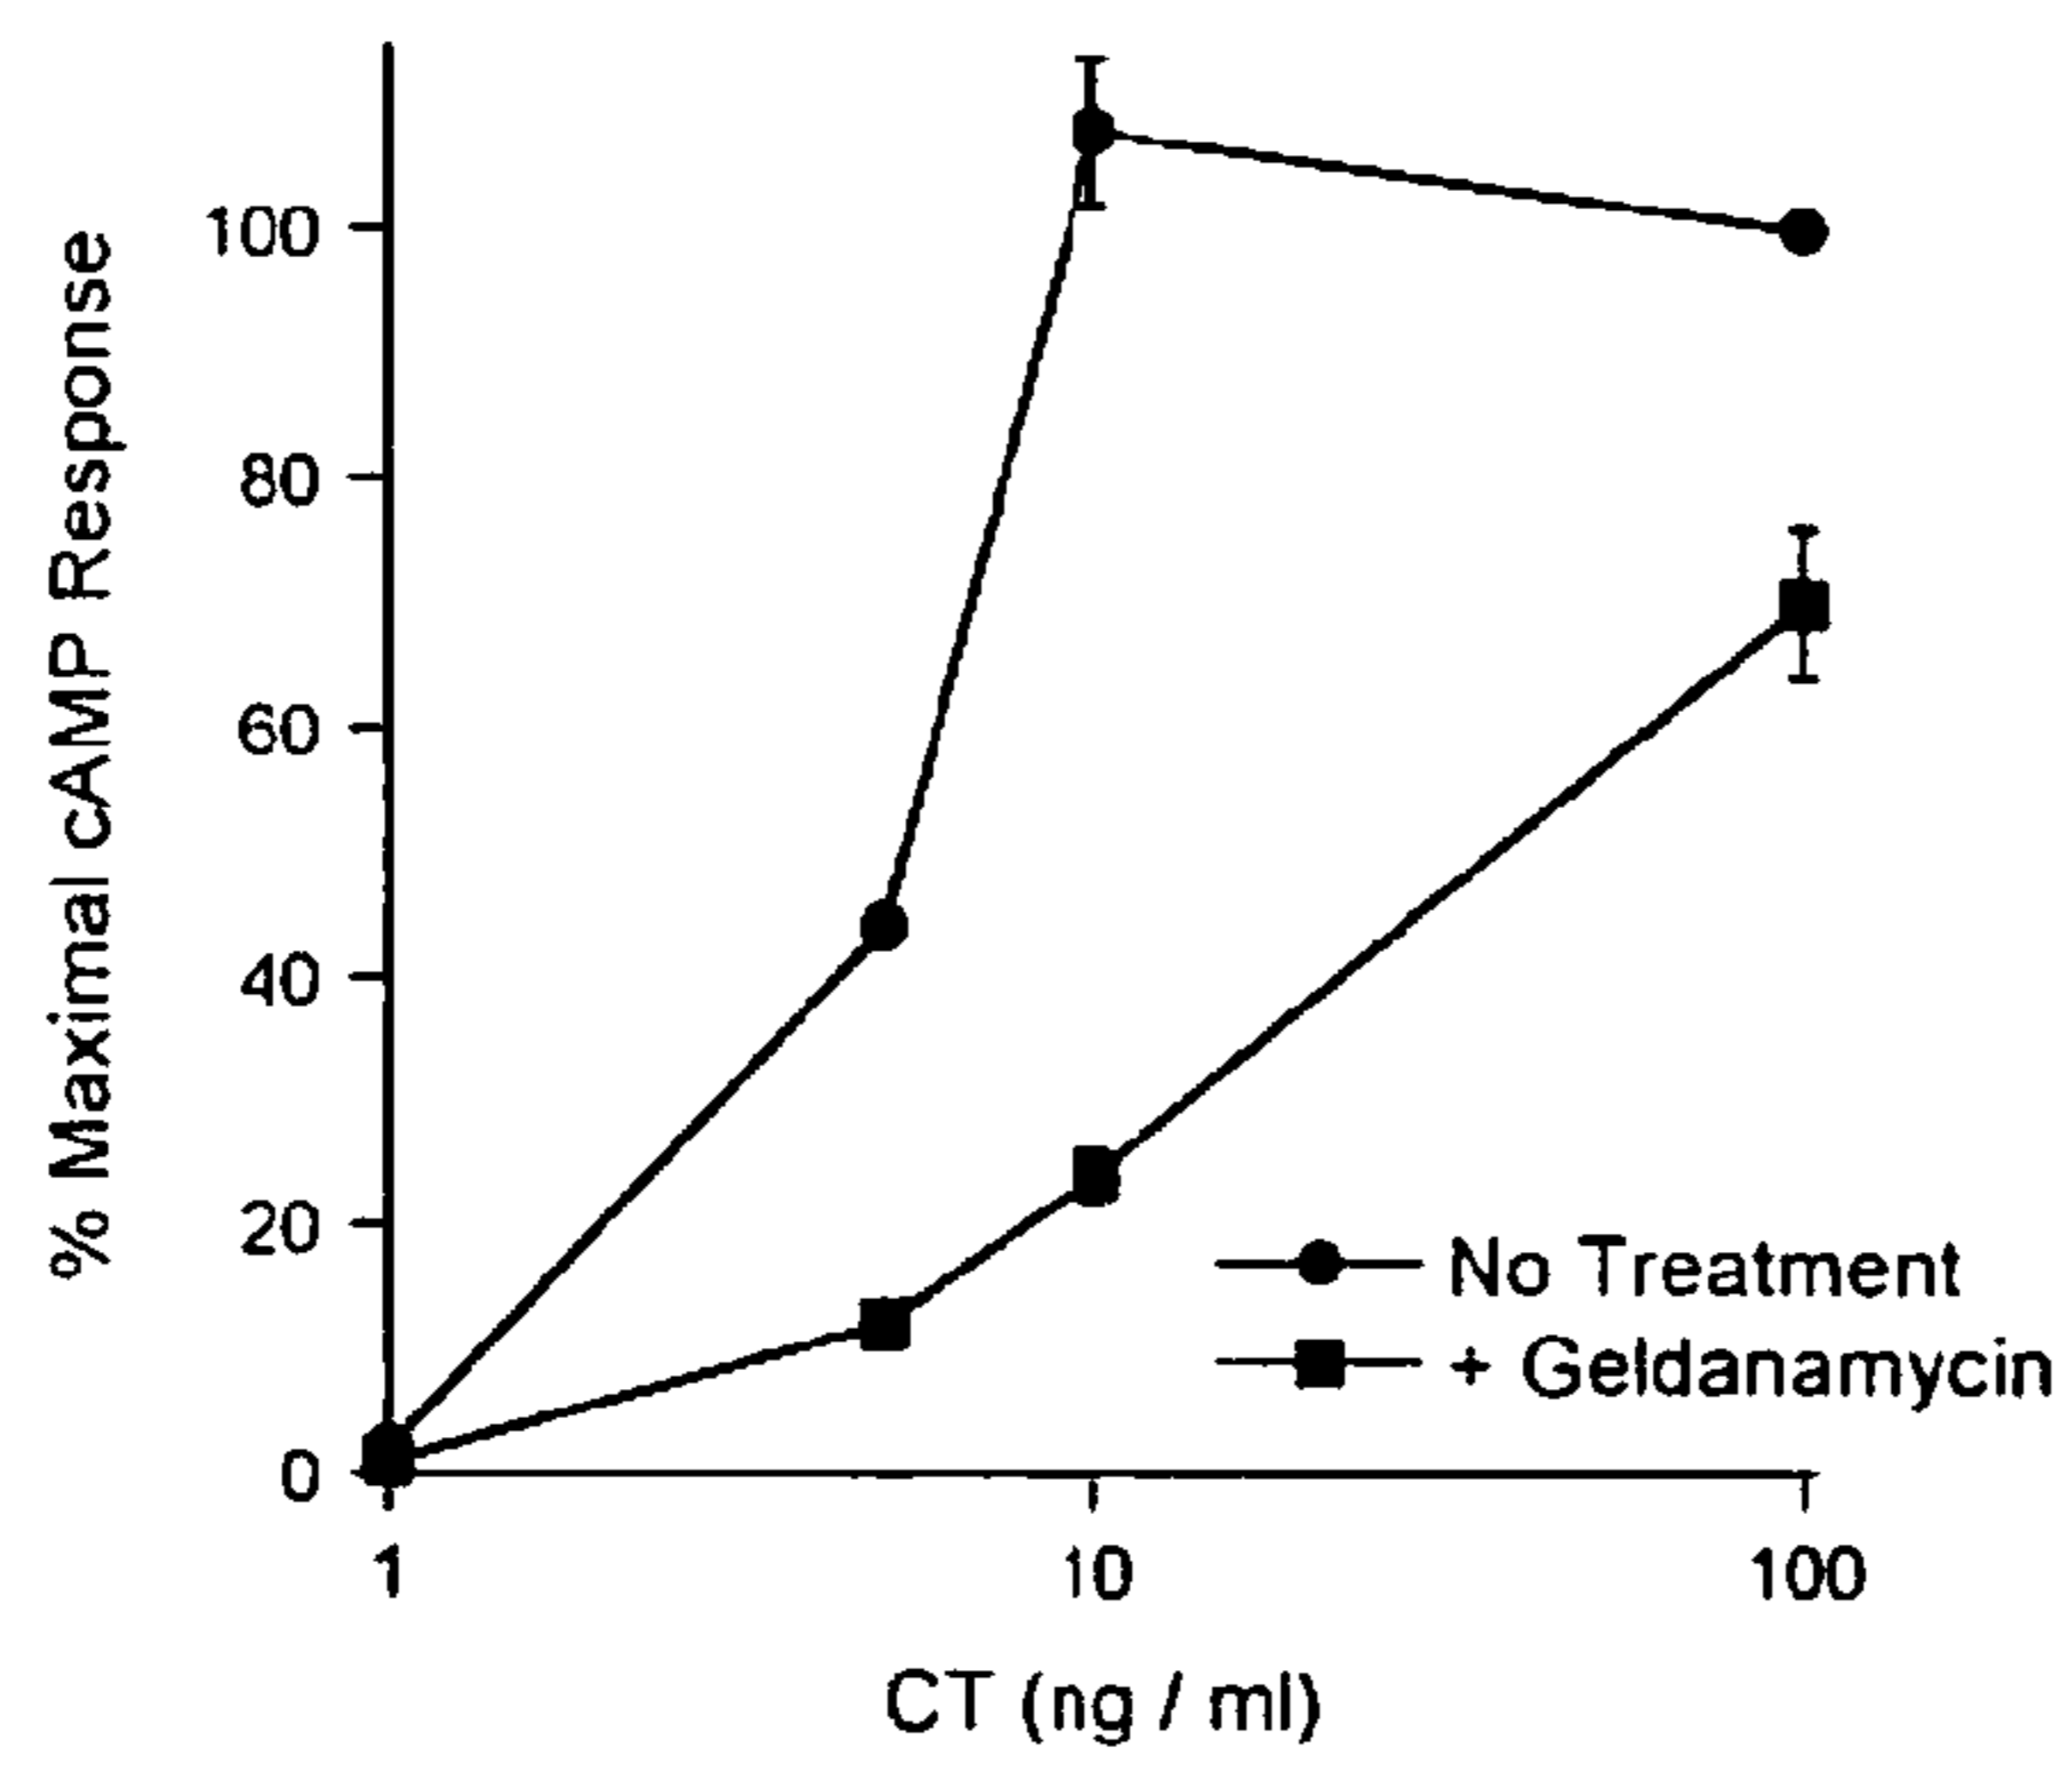 % Maximal cAMP Response
100
80
60
40
20
0
1
10
100
CT (ng / ml)
No Treatment
+ Geldanamycin